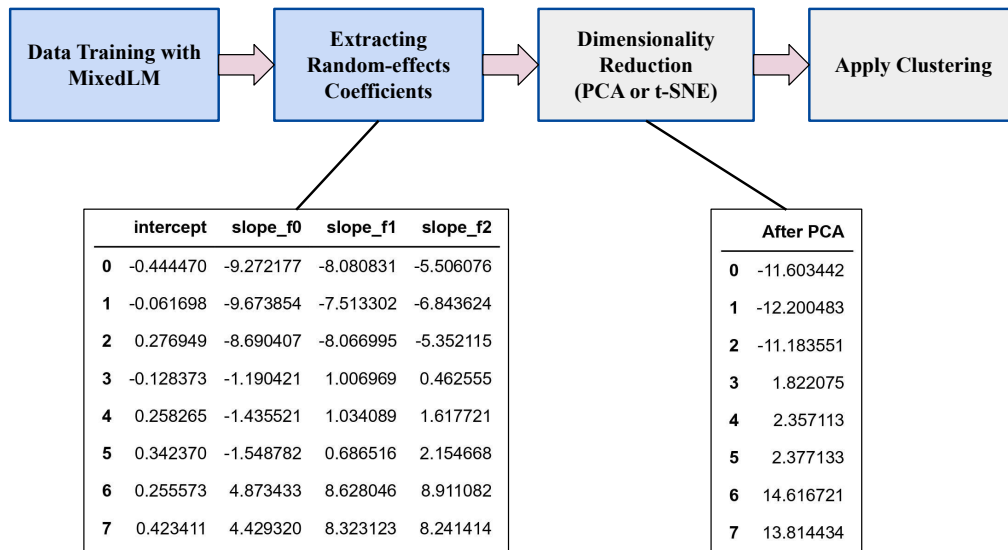 Data Training with
MixedLM
Extracting
Random-effects
Coefficients
Dimensionality
Reduction
(PCA or t-SNE)
Apply Clustering
intercept slope_f0 slope_f1 slope_f2
0 -0.444470 -9.272177 -8.080831 -5.506076
1 -0.061698 -9.673854 -7.513302 -6.843624
2 0.276949 -8.690407 -8.066995 -5.352115
3 -0.128373 -1.190421 1.006969 0.462555
4 0.258265 -1.435521 1.034089 1.617721
5 0.342370 -1.548782 0.686516 2.154668
6 0.255573 4.873433 8.628046 8.911082
7 0.423411 4.429320 8.323123 8.241414
After PCA
0 -11.603442
1 -12.200483
2 -11.183551
3 1.822075
4 2.357113
5 2.377133
6 14.616721
7 13.814434